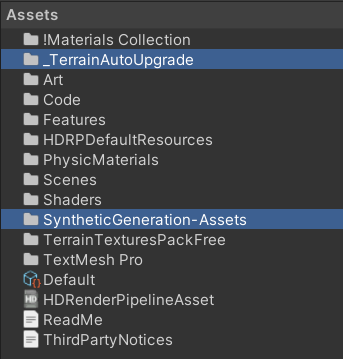 Assets
!Materials Collection
_TerrainAutoUpgrade
Art
Code
Features
HDRPDefaultResources
PhysicMaterials
Scenes
Shaders
SyntheticGeneration-Assets
TerrainTexturesPackFree
TextMesh Pro
Default
HD HDRenderPipelineAsset
ReadMe
ThirdPartyNotices